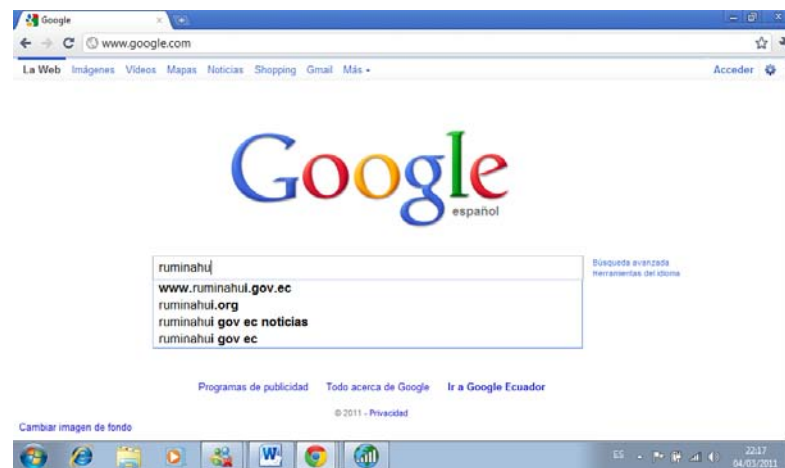 Google
www.google.com
La Web Imágenes Vídeos Mapas Noticias Shopping Gmail Más
Acceder
Google
español
ruminahu
Búsqueda avanzada
Herramientas del idioma
www.ruminahui.gov.ec
ruminahui.org
ruminahui gov ec noticias
ruminahui gov ec
Programas de publicidad Todo acerca de Google Ir a Google Ecuador
© 2011 - Privacidad
Cambiar imagen de fondo
ES
22:17
04/03/2011